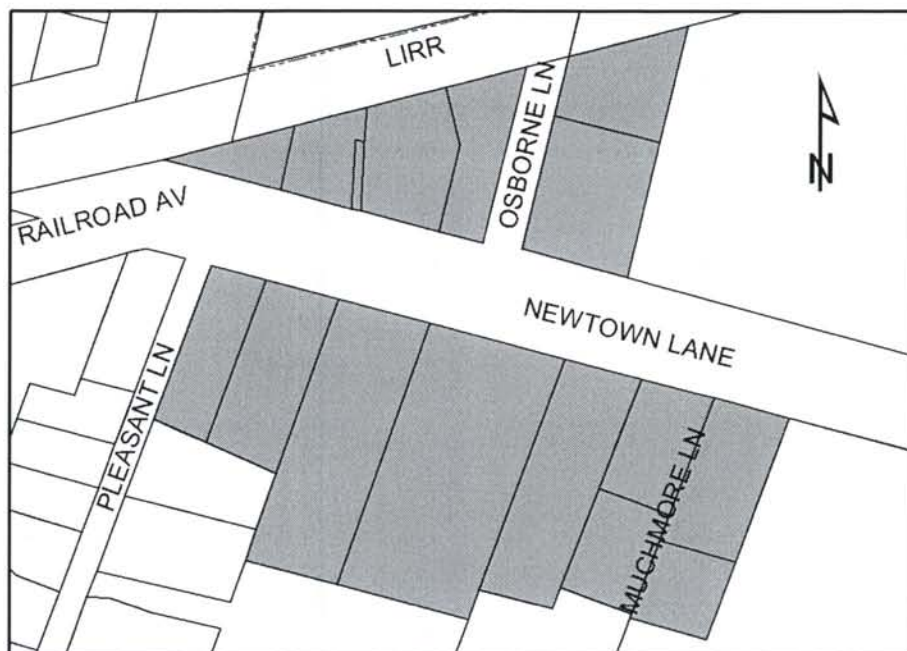 LIRR
OSBORNE LN
N
RAILROAD AV
NEWTOWN LANE
PLEASANT LN
MUCHMORE LN